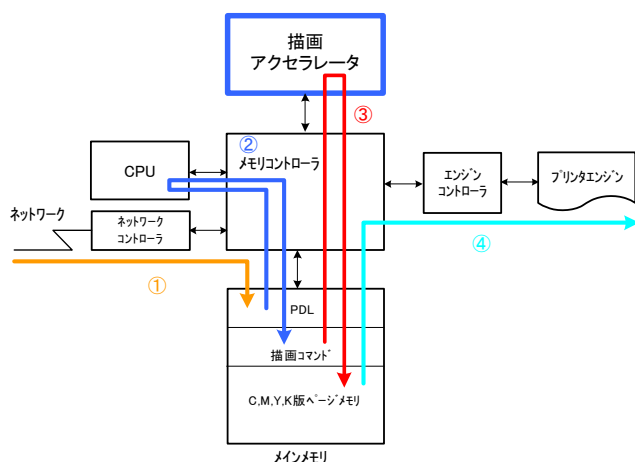 描画
アクセラレータ
③
②
メモリコントローラ
CPU
エンジン
コントローラ
プリンタエンジン
ネットワーク
ネットワーク
コントローラ
①
④
PDL
描画コマンド
C,M,Y,K版ページメモリ
メインメモリ